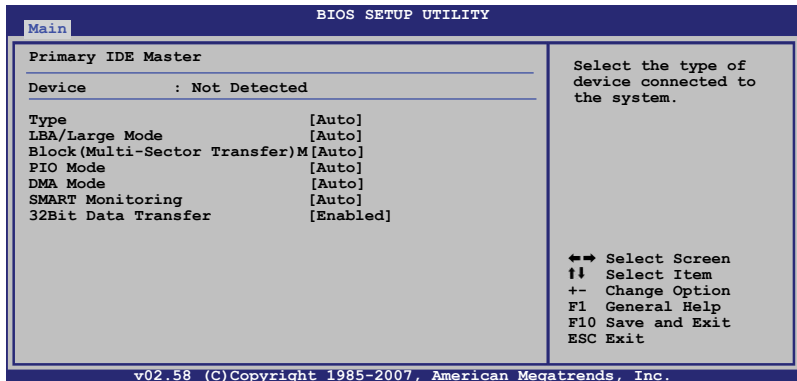 BIOS SETUP UTILITY
Main
Primary IDE Master
Device : Not Detected
Type [Auto]
LBA/Large Mode [Auto]
Block(Multi-Sector Transfer)M[Auto]
PIO Mode [Auto]
DMA Mode [Auto]
SMART Monitoring [Auto]
32Bit Data Transfer [Enabled]
Select the type of
device connected to
the system.
←→ Select Screen
↑↓ Select Item
+- Change Option
F1 General Help
F10 Save and Exit
ESC Exit
v02.58 (C)Copyright 1985-2007, American Megatrends, Inc.